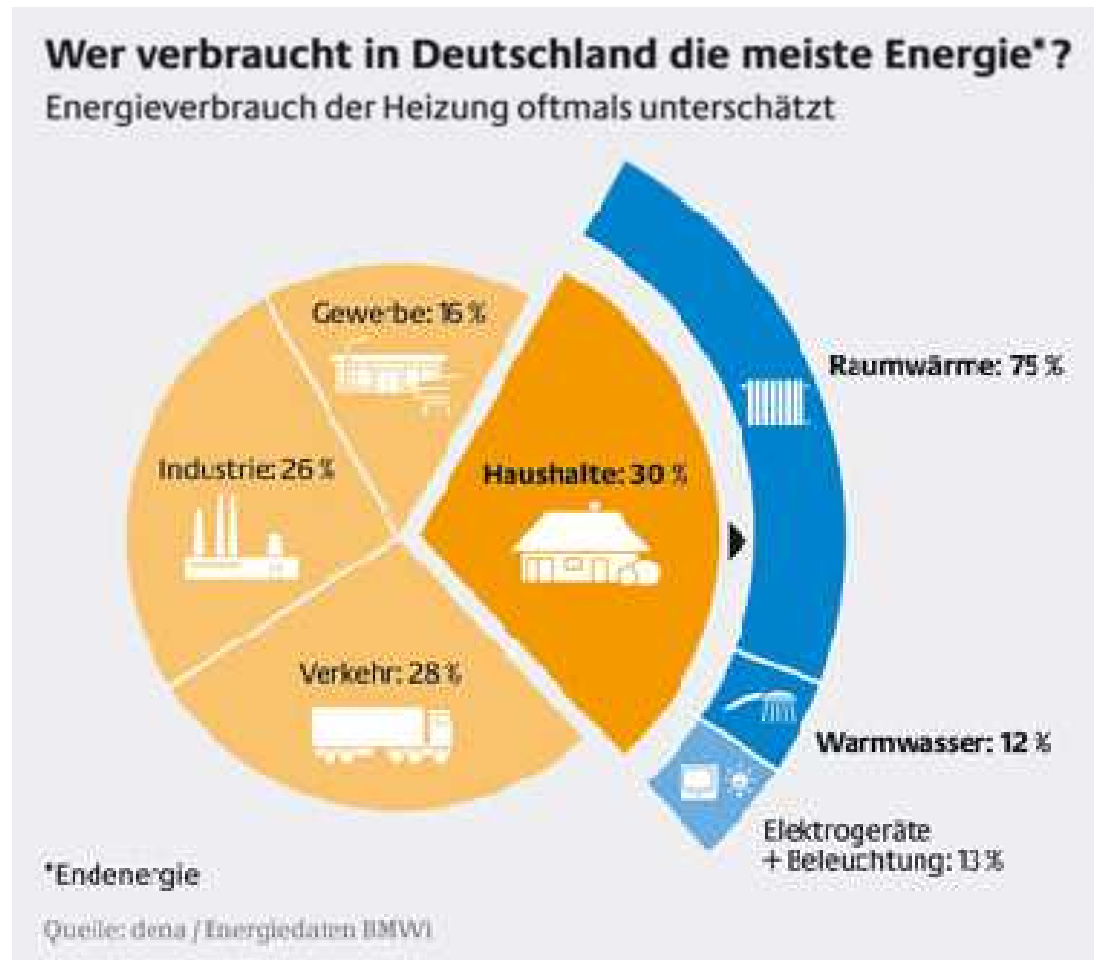 Wer verbraucht in Deutschland die meiste Energie*?
Energieverbrauch der Heizung oftmals unterschätzt
Gewerbe: 16 %
Raumwärme: 75 %
Industrie: 26 %
Haushalte: 30 %
Verkehr: 28 %
Warmwasser: 12 %
Elektrogeräte
+ Beleuchtung: 13 %
*Endenergie
Quelle: dena / Energiedaten BMWi